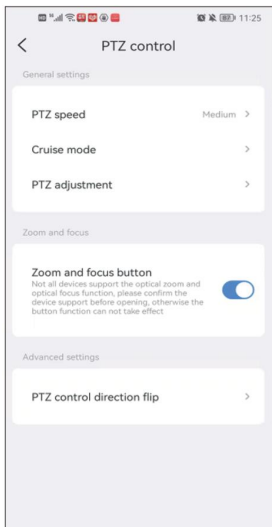 11:25
PTZ control
General settings
PTZ speed Medium >
Cruise mode >
PTZ adjustment >
Zoom and focus
Zoom and focus button
Not all devices support the optical zoom and
optical focus function, please confirm the
device support before opening, otherwise the
button function can not take effect
Advanced settings
PTZ control direction flip >